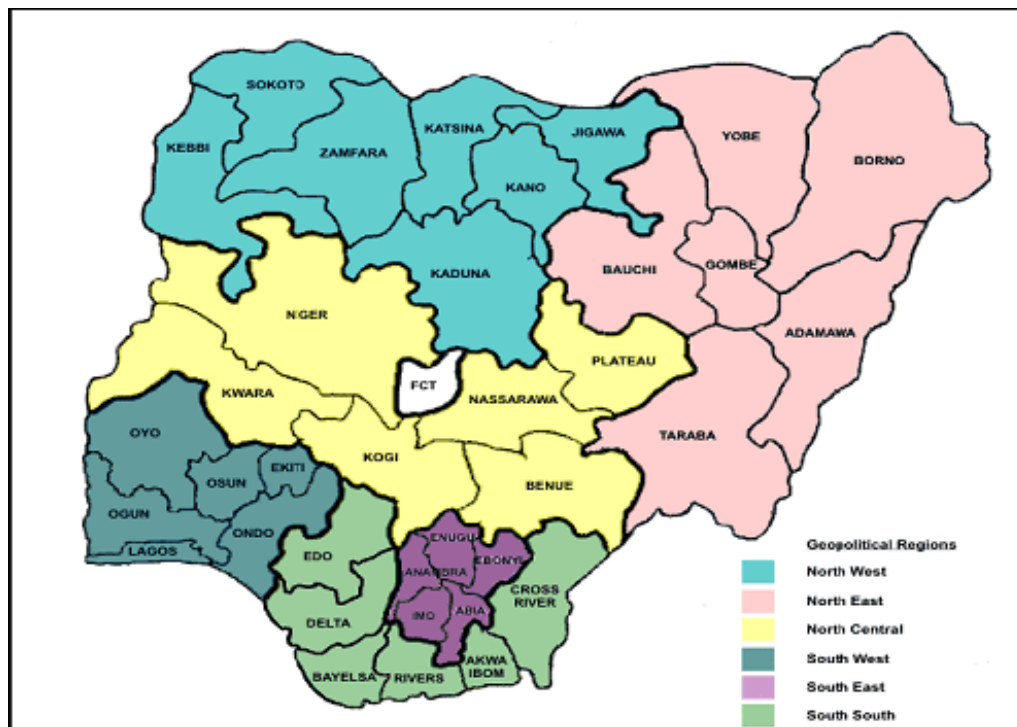 SOKOTO
KEBBI
ZAMFARA
KATSINA
KANO
JIGAWA
YOBE
BORNO
KADUNA
BAUCHI
GOMBE
ADAMAWA
NIGER
FCT
PLATEAU
KWARA
NASSARAWA
TARABA
KOGI
BENUE
OYO
OSUN
EKITI
OGUN
ONDO
LAGOS
EDO
DELTA
BAYELSA
RIVERS
AKWA
IBOM
CROSS
RIVER
ENUGU
EBONYI
ANAMBRA
IMO
ABIA
Geopolitical Regions
North West
North East
North Central
South West
South East
South South